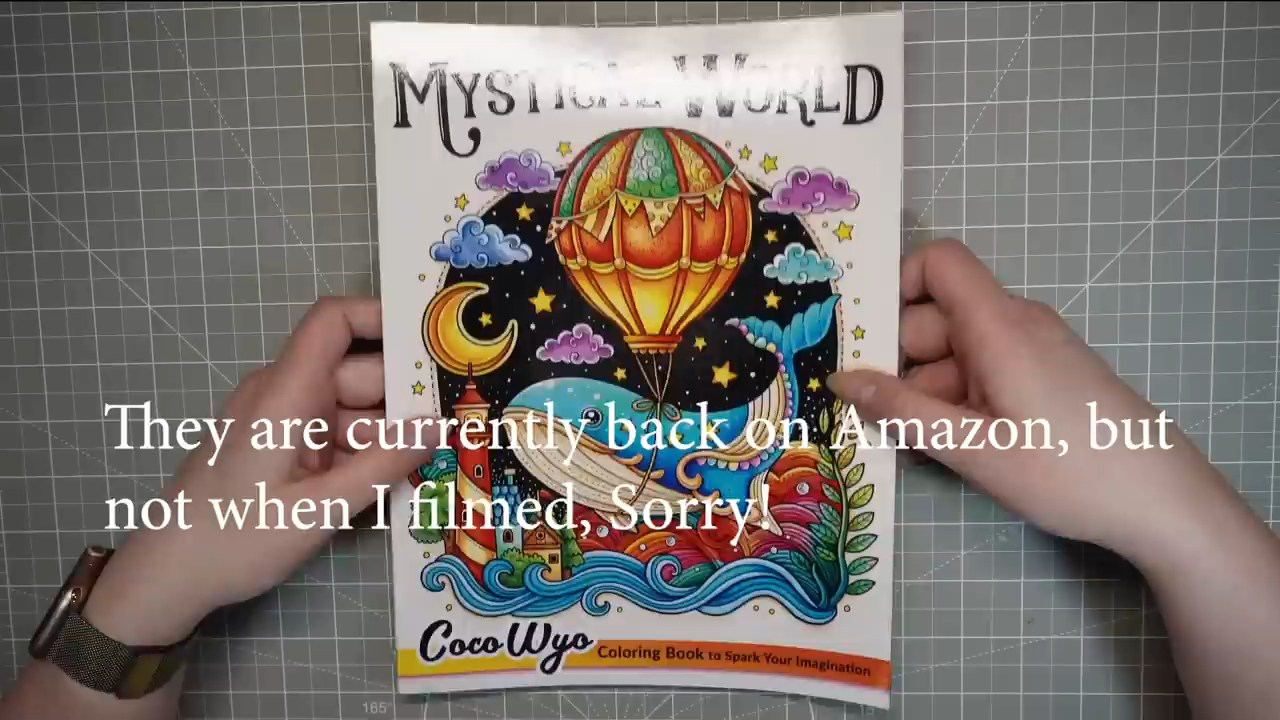 MYSTICAL WORLD
They are currently back on Amazon, but
not when I filmed, Sorry!
Coco Wyo
Coloring Book to Spark Your Imagination
165